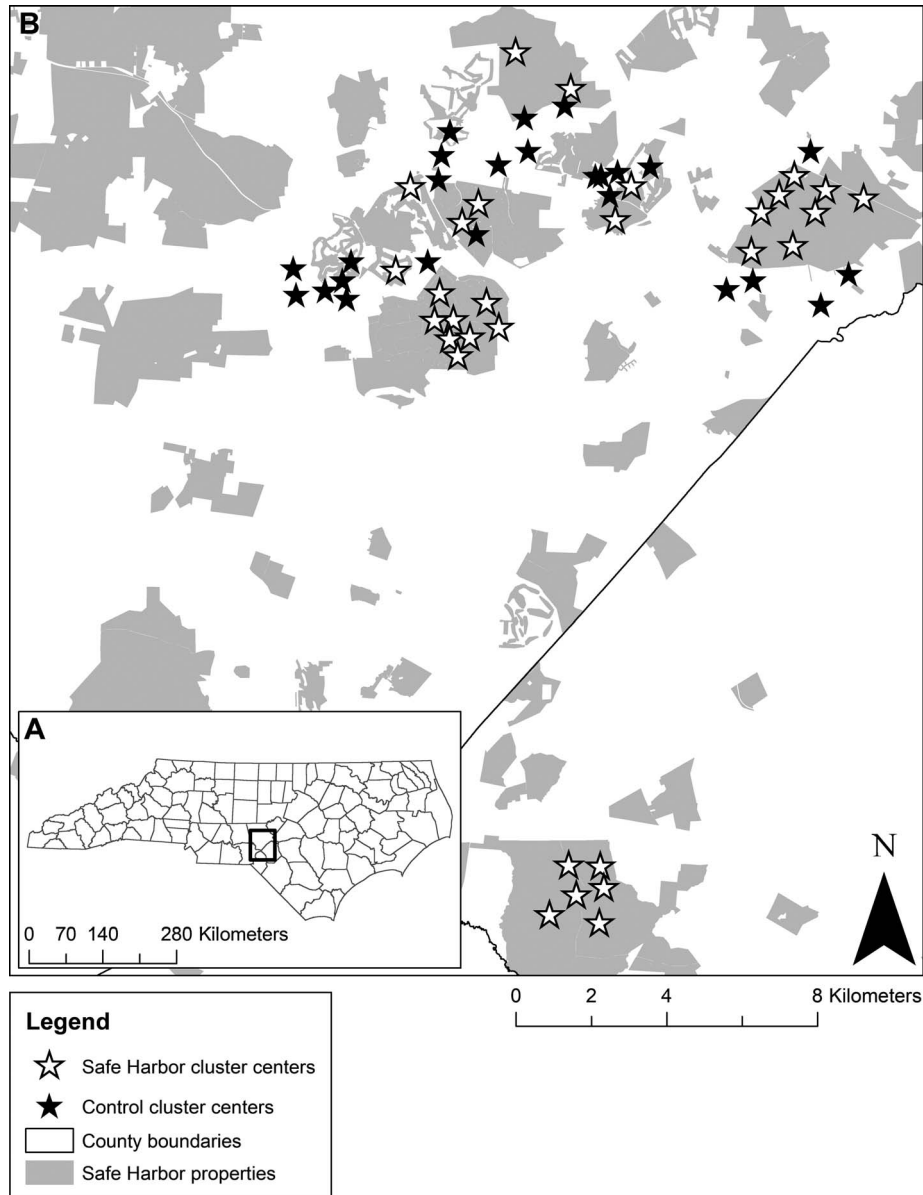 B
A
0 70 140 280 Kilometers
N
0 2 4 8 Kilometers
Legend
Safe Harbor cluster centers
Control cluster centers
County boundaries
Safe Harbor properties